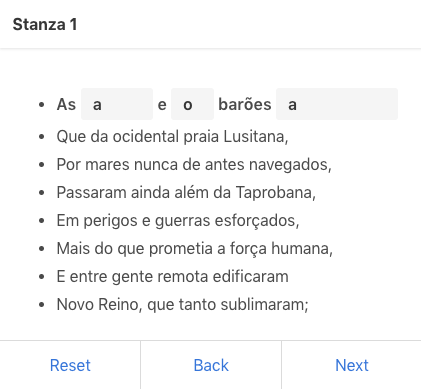 Stanza 1
• As a e o barões a
• Que da ocidental praia Lusitana,
• Por mares nunca de antes navegados,
• Passaram ainda além da Taprobana,
• Em perigos e guerras esforçados,
• Mais do que prometia a força humana,
• E entre gente remota edificaram
• Novo Reino, que tanto sublimaram;
Reset Back Next